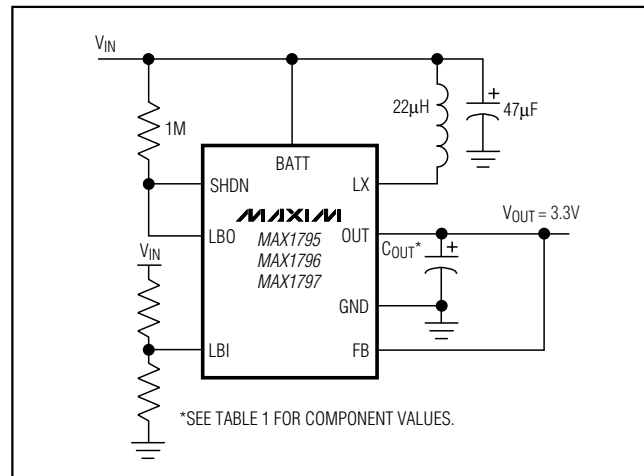 VIN
22μH
47μF
1M
BATT
SHDN
LX
MAXIM
VOUT = 3.3V
LBO
MAX1795
OUT
COUT*
MAX1796
VIN
MAX1797
GND
LBI
FB
*SEE TABLE 1 FOR COMPONENT VALUES.